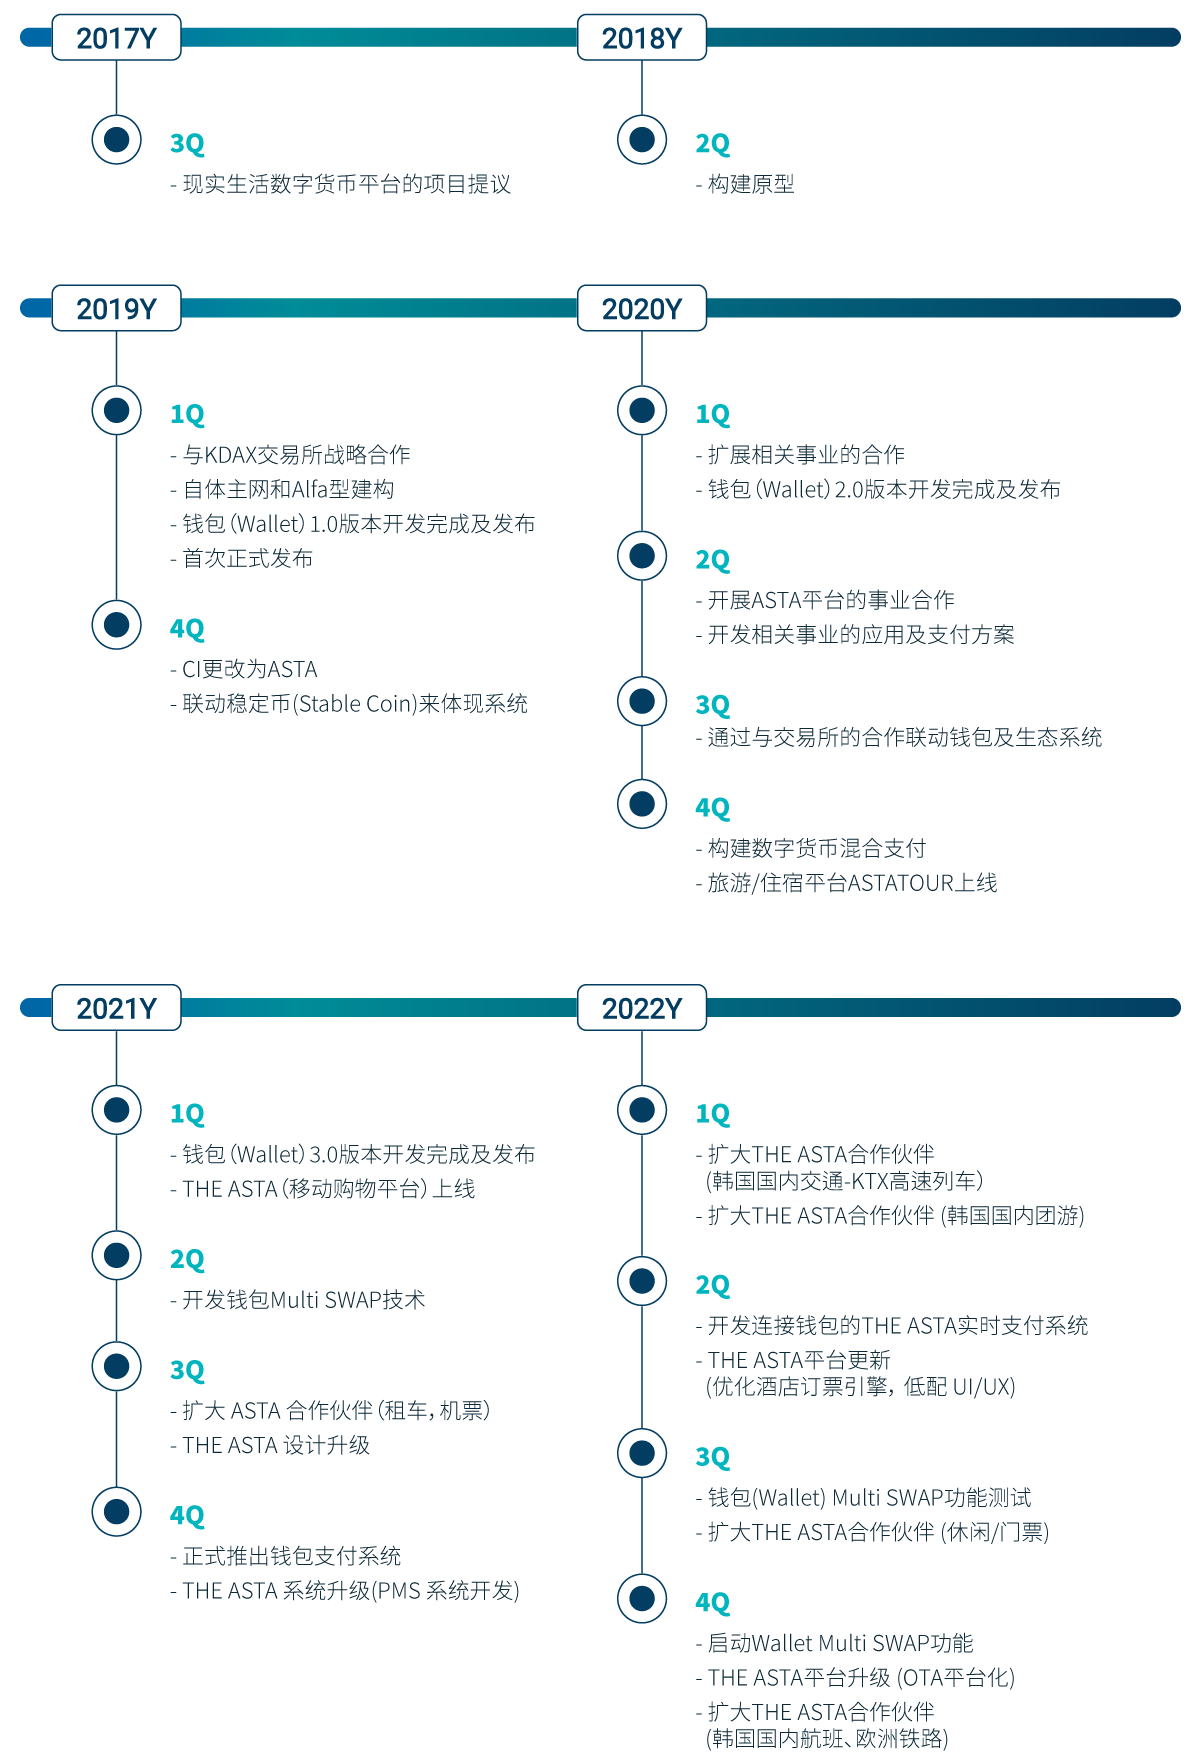 2017Y
3Q
- 现实生活数字货币平台的项目提议
2018Y
2Q
- 构建原型
2019Y
1Q
- 与KDAX交易所战略合作
- 自体主网和Alfa型建构
- 钱包（Wallet）1.0版本开发完成及发布
- 首次正式发布
4Q
- CI更改为ASTA
- 联动稳定币(Stable Coin)来体现系统
2020Y
1Q
- 扩展相关事业的合作
- 钱包（Wallet）2.0版本开发完成及发布
2Q
- 开展ASTA平台的事业合作
- 开发相关事业的应用及支付方案
3Q
- 通过与交易所的合作联动钱包及生态系统
4Q
- 构建数字货币混合支付
- 旅游/住宿平台ASTATOUR上线
2021Y
1Q
- 钱包（Wallet）3.0版本开发完成及发布
- THE ASTA（移动购物平台）上线
2Q
- 开发钱包Multi SWAP技术
3Q
- 扩大 ASTA 合作伙伴（租车，机票）
- THE ASTA 设计升级
4Q
- 正式推出钱包支付系统
- THE ASTA 系统升级(PMS 系统开发)
2022Y
1Q
- 扩大THE ASTA合作伙伴
(韩国国内交通-KTX高速列车）
- 扩大THE ASTA合作伙伴 (韩国国内团游)
2Q
- 开发连接钱包的THE ASTA实时支付系统
- THE ASTA平台更新
(优化酒店订票引擎，低配 UI/UX)
3Q
- 钱包(Wallet) Multi SWAP功能测试
- 扩大THE ASTA合作伙伴 (休闲/门票)
4Q
- 启动Wallet Multi SWAP功能
- THE ASTA平台升级 (OTA平台化)
- 扩大THE ASTA合作伙伴
(韩国国内航班、欧洲铁路)